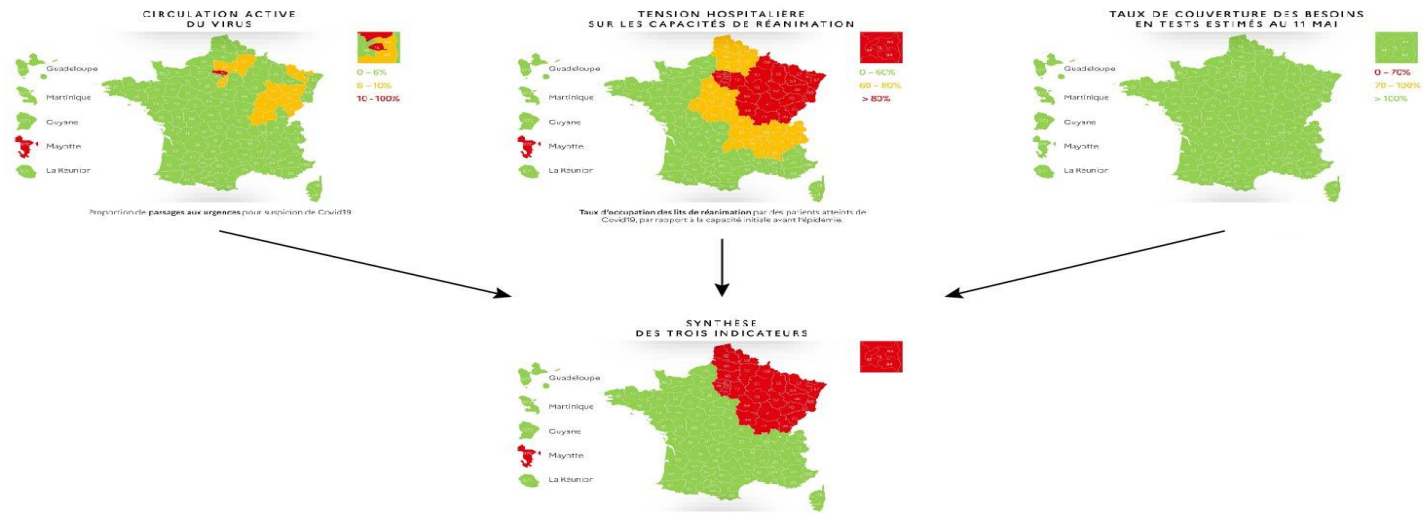 CIRCULATION ACTIVE
DU VIRUS
Guadeloupe
Martinique
Guyane
Mayotte
La Réunion
0 – 6%
6 – 10%
10 - 100%
Proportion de passages aux urgences pour suspicion de Covid19
TENSION HOSPITALIÈRE
SUR LES CAPACITÉS DE RÉANIMATION
Guadeloupe
Martinique
Guyane
Mayotte
La Réunion
0 – 60%
60 – 80%
> 80%
Taux d'occupation des lits de réanimation par des patients atteints de
Covid19, par rapport à la capacité initiale avant l'épidémie.
TAUX DE COUVERTURE DES BESOINS
EN TESTS ESTIMÉS AU 11 MAI
Guadeloupe
Martinique
Guyane
Mayotte
La Réunion
0 – 70%
70 – 100%
> 100%
SYNTHÈSE
DES TROIS INDICATEURS
Guadeloupe
Martinique
Guyane
Mayotte
La Réunion